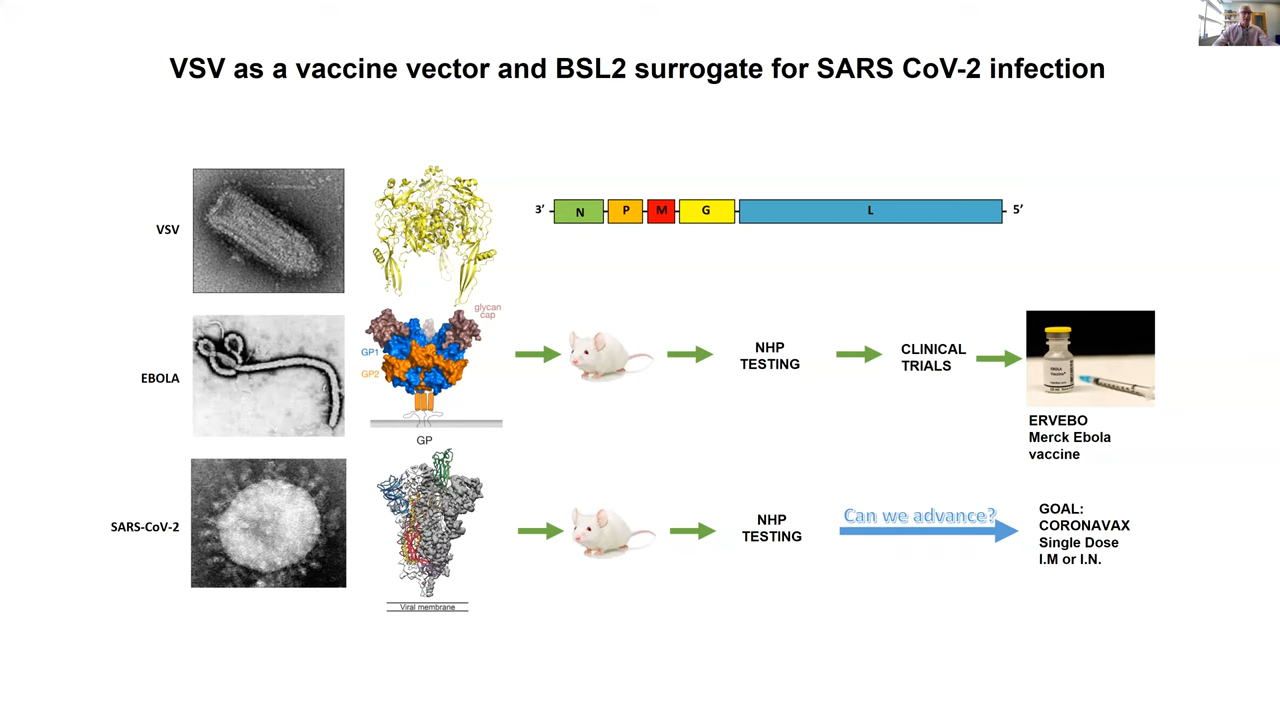 VSV as a vaccine vector and BSL2 surrogate for SARS CoV-2 infection
VSV
3’ N P M G L 5’
EBOLA
glycan
cap
GP1
GP2
GP
NHP
TESTING
CLINICAL
TRIALS
EBOLA
Vaccine
ERVEBO
Merck Ebola
vaccine
SARS-CoV-2
Viral membrane
NHP
TESTING
Can we advance?
GOAL:
CORONAVAX
Single Dose
I.M or I.N.